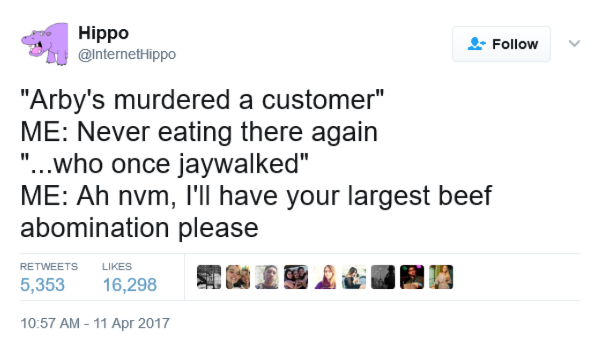 Hippo
@InternetHippo
Follow
"Arby's murdered a customer"
ME: Never eating there again
"...who once jaywalked"
ME: Ah nvm, I'll have your largest beef
abomination please
RETWEETS LIKES
5,353 16,298
10:57 AM - 11 Apr 2017